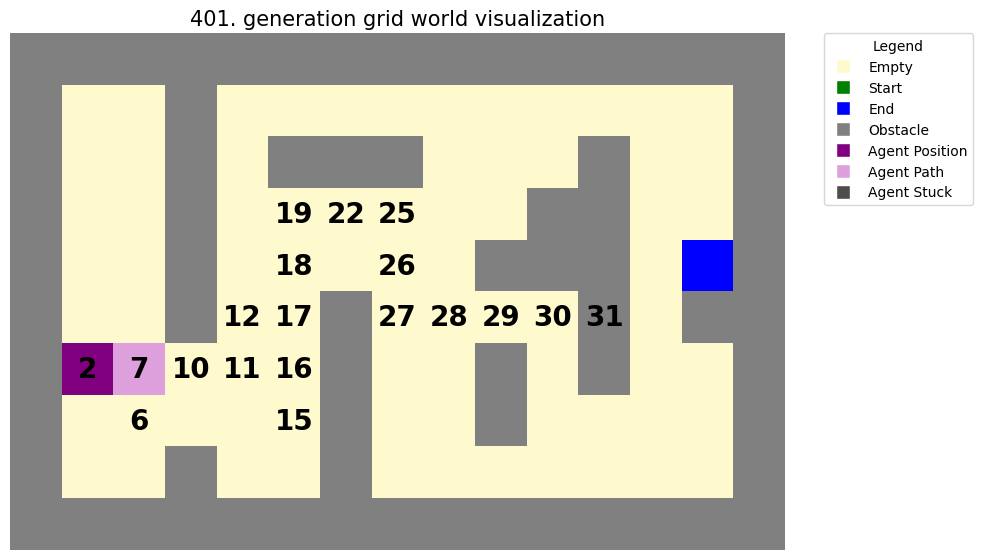 401. generation grid world visualization
Legend
Empty
Start
End
Obstacle
Agent Position
Agent Path
Agent Stuck
19 22 25
18 26
12 17 27 28 29 30 31
2 7 10 11 16
6 15